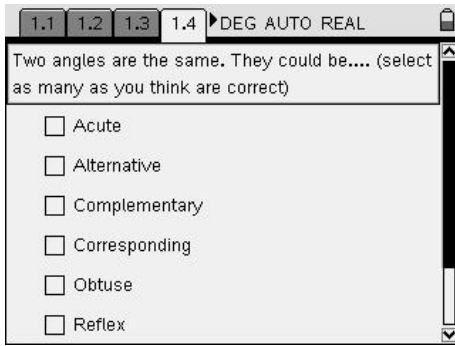 1.1 1.2 1.3 1.4 DEG AUTO REAL
Two angles are the same. They could be.... (select
as many as you think are correct)
Acute
Alternative
Complementary
Corresponding
Obtuse
Reflex